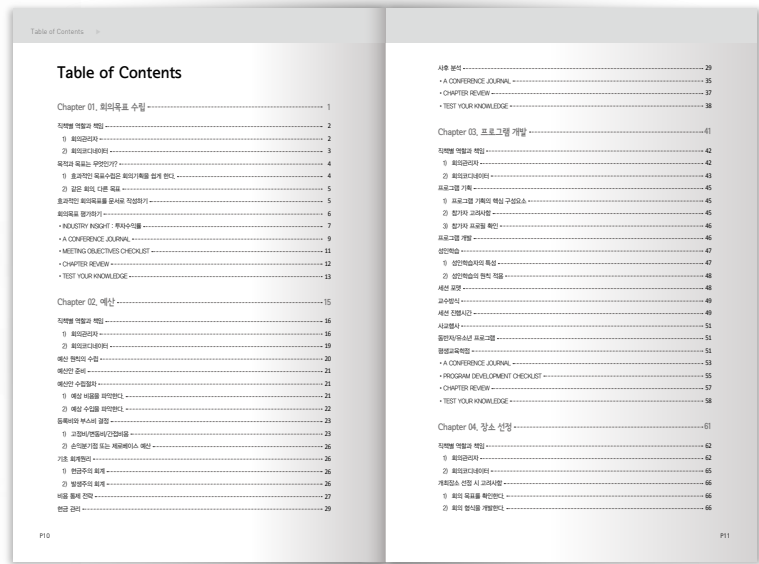 Table of Contents
Table of Contents
Chapter 01. 회의목표 수립 1
직책별 역할과 책임 2
1) 회의관리자 2
2) 회의코디네이터 3
목적과 목표는 무엇인가? 4
1) 효과적인 목표수립은 회의기획을 쉽게 한다. 4
2) 같은 회의, 다른 목표 5
효과적인 회의목표를 문서로 작성하기 5
회의목표 평가하기 6
• INDUSTRY INSIGHT : 투자수익률 7
• A CONFERENCE JOURNAL 9
• MEETING OBJECTIVES CHECKLIST 11
• CHAPTER REVIEW 12
• TEST YOUR KNOWLEDGE 13
Chapter 02. 예산 15
직책별 역할과 책임 16
1) 회의관리자 16
2) 회의코디네이터 19
예산 원칙의 수립 20
예산안 준비 21
예산안 수립절차 21
1) 예상 비용을 파악한다. 21
2) 예상 수입을 파악한다. 22
등록비와 부스비 결정 23
1) 고정비/변동비/간접비용 23
2) 손익분기점 또는 제로베이스 예산 26
기초 회계원리 26
1) 현금주의 회계 26
2) 발생주의 회계 26
비용 통제 전략 27
현금 관리 29
P10
사후 분석 29
• A CONFERENCE JOURNAL 35
• CHAPTER REVIEW 37
• TEST YOUR KNOWLEDGE 38
Chapter 03. 프로그램 개발 41
직책별 역할과 책임 42
1) 회의관리자 42
2) 회의코디네이터 43
프로그램 기획 45
1) 프로그램 기획의 핵심 구성요소 45
2) 참가자 고려사항 45
3) 참가자 프로필 확인 46
프로그램 개발 46
성인학습 47
1) 성인학습자의 특성 47
2) 성인학습의 원칙 적용 48
세션 포맷 48
교수방식 49
세션 진행시간 49
사교행사 51
동반자/유소년 프로그램 51
평생교육학점 51
• A CONFERENCE JOURNAL 53
• PROGRAM DEVELOPMENT CHECKLIST 55
• CHAPTER REVIEW 57
• TEST YOUR KNOWLEDGE 58
Chapter 04. 장소 선정 61
직책별 역할과 책임 62
1) 회의관리자 62
2) 회의코디네이터 65
개최장소 선정 시 고려사항 66
1) 회의 목표를 확인한다. 66
2) 회의 형식을 개발한다. 66
P11